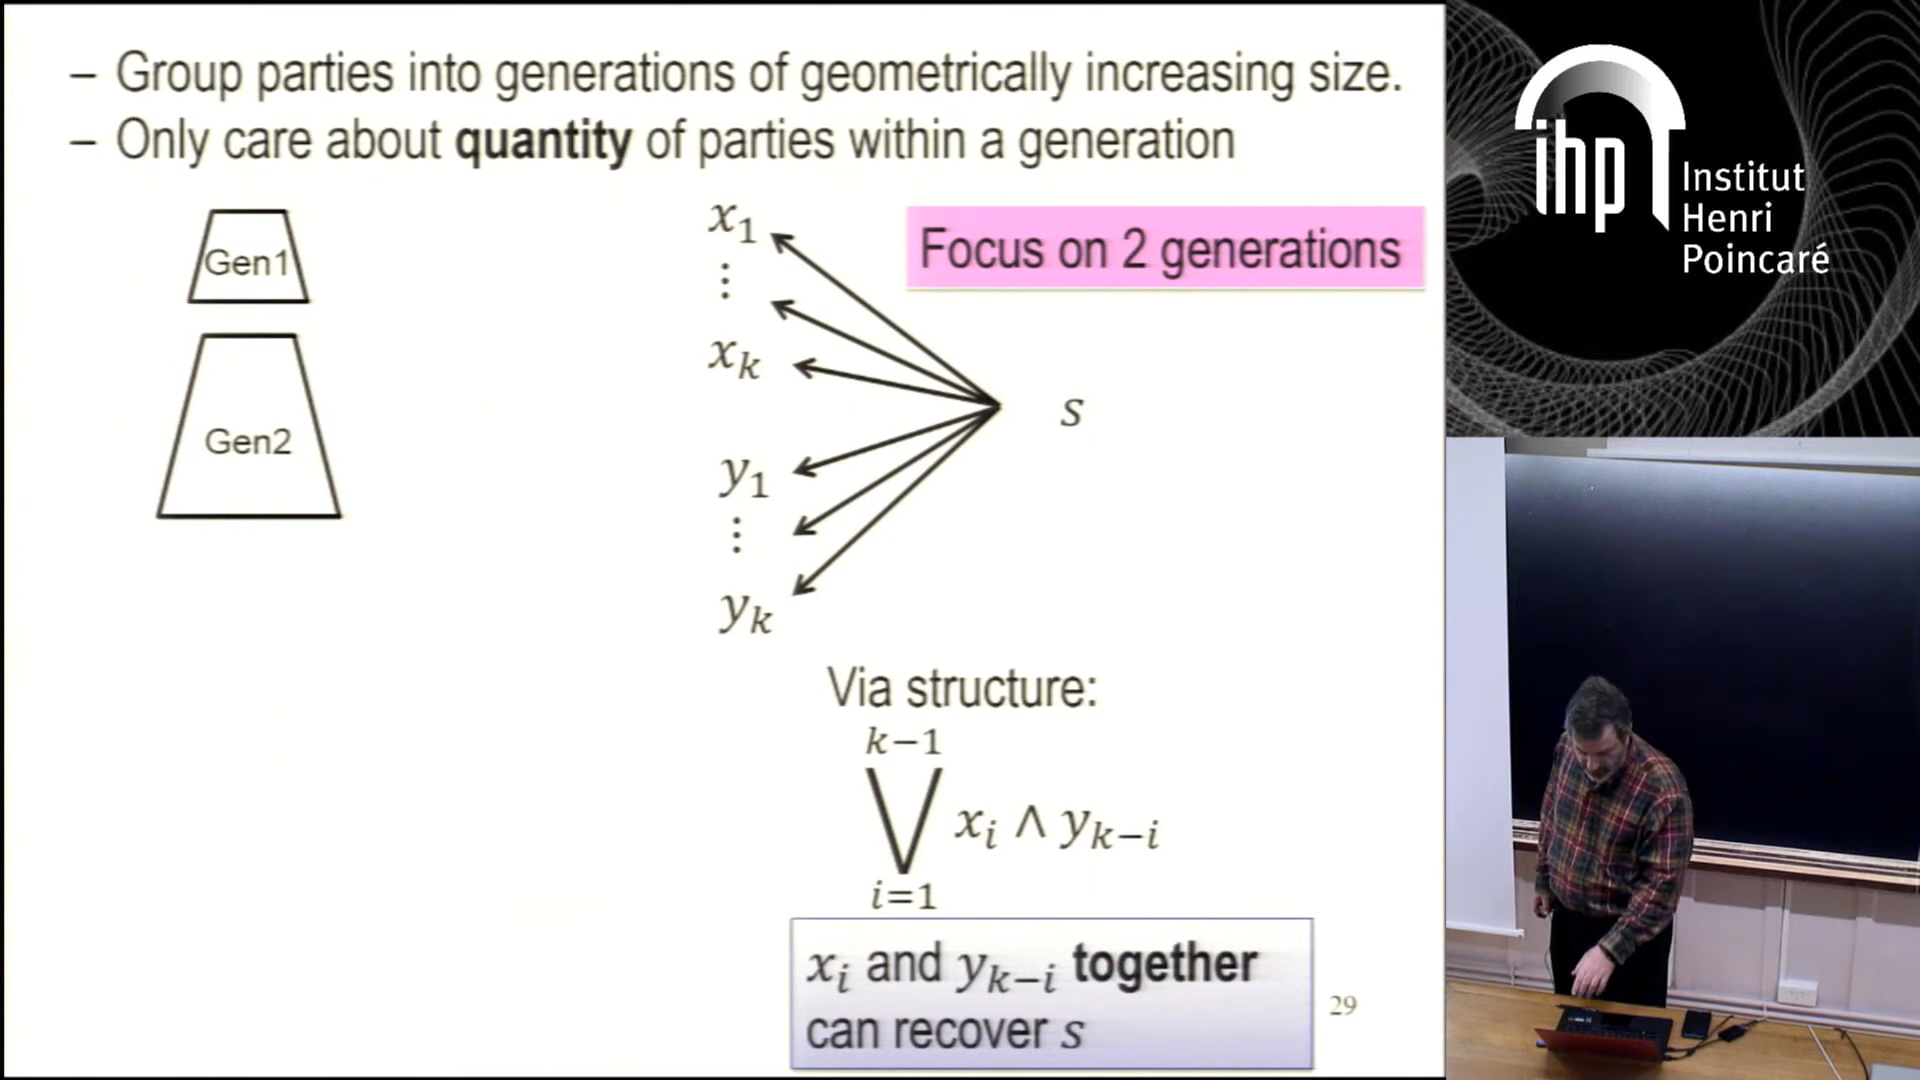 – Group parties into generations of geometrically increasing size.
– Only care about quantity of parties within a generation
Gen1
Gen2
x₁
⋮
xₖ
y₁
⋮
yₖ
s
Focus on 2 generations
Via structure:
k−1
⋁ xᵢ ∧ yₖ₋ᵢ
i=1
xᵢ and yₖ₋ᵢ together
can recover s
29
ihp
Institut
Henri
Poincaré